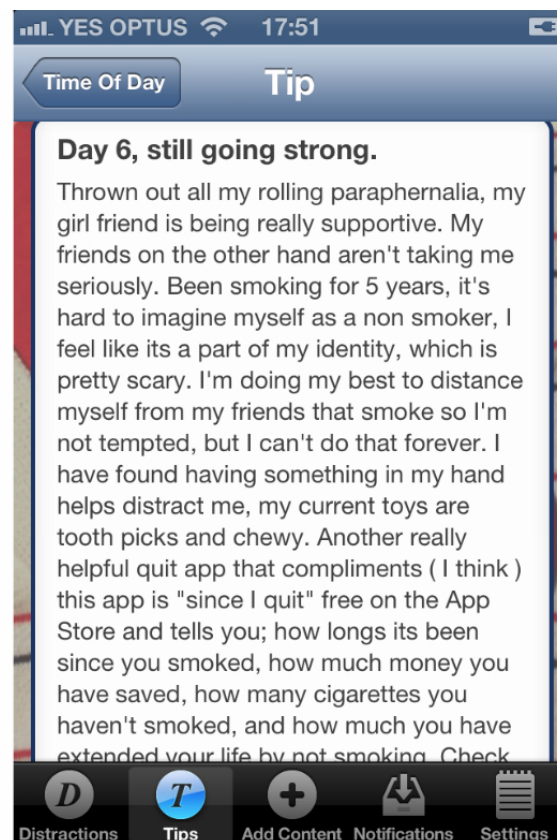 YES OPTUS 17:51
Time Of Day
Tip
Day 6, still going strong.
Thrown out all my rolling paraphernalia, my
girl friend is being really supportive. My
friends on the other hand aren't taking me
seriously. Been smoking for 5 years, it's
hard to imagine myself as a non smoker, I
feel like its a part of my identity, which is
pretty scary. I'm doing my best to distance
myself from my friends that smoke so I'm
not tempted, but I can't do that forever. I
have found having something in my hand
helps distract me, my current toys are
tooth picks and chewy. Another really
helpful quit app that compliments ( I think )
this app is "since I quit" free on the App
Store and tells you; how longs its been
since you smoked, how much money you
have saved, how many cigarettes you
haven't smoked, and how much you have
extended your life by not smoking. Check
D T
Distractions Tips Add Content Notifications Settings